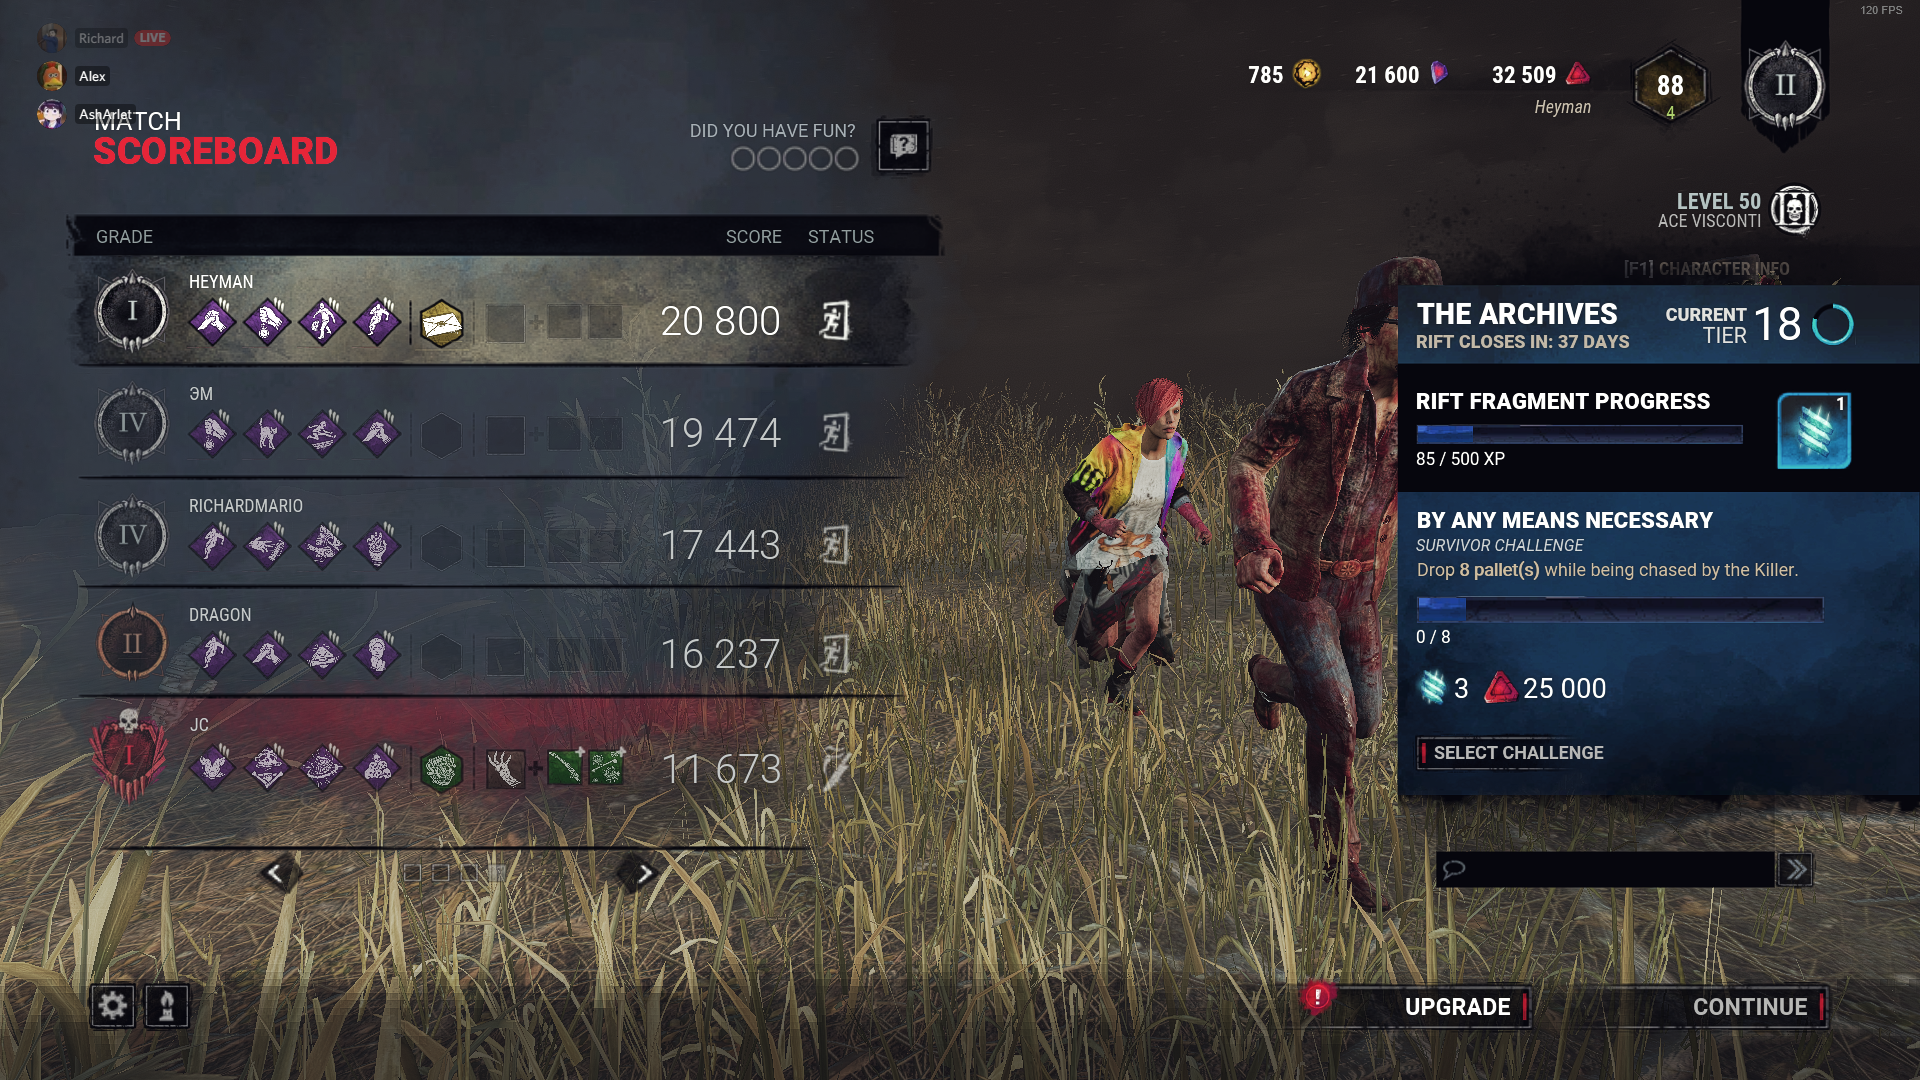 120 FPS
Richard LIVE
Alex
AshArlet
MATCH
SCOREBOARD
DID YOU HAVE FUN?
785
21 600
32 509
Heyman
88
4
II
LEVEL 50
ACE VISCONTI
III
[F1] CHARACTER INFO
GRADE SCORE STATUS
I HEYMAN 20 800
IV ЭМ 19 474
IV RICHARDMARIO 17 443
II DRAGON 16 237
I JC 11 673
THE ARCHIVES
RIFT CLOSES IN: 37 DAYS
CURRENT
TIER 18
RIFT FRAGMENT PROGRESS
1
85 / 500 XP
BY ANY MEANS NECESSARY
SURVIVOR CHALLENGE
Drop 8 pallet(s) while being chased by the Killer.
0 / 8
3 25 000
SELECT CHALLENGE
UPGRADE
CONTINUE